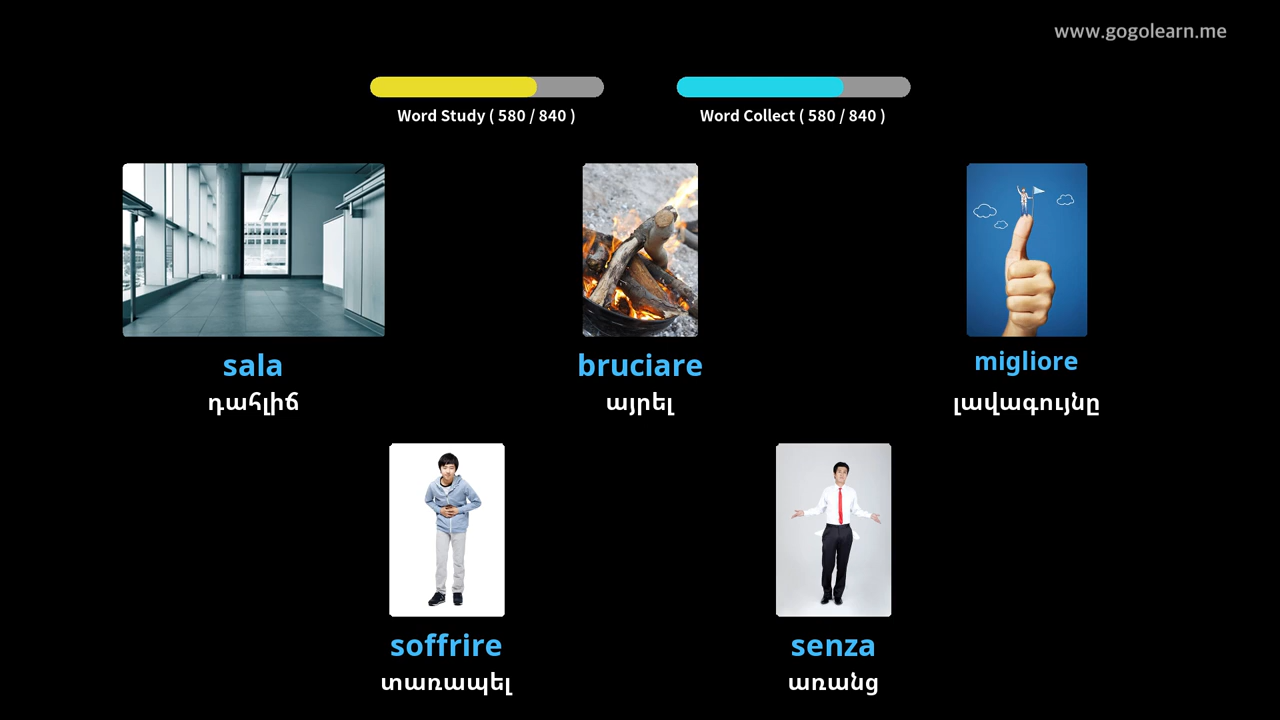 www.gogolearn.me
Word Study ( 580 / 840 )
Word Collect ( 580 / 840 )
sala
դահլիճ
bruciare
այրել
migliore
լավագույնը
soffrire
տառապել
senza
առանց